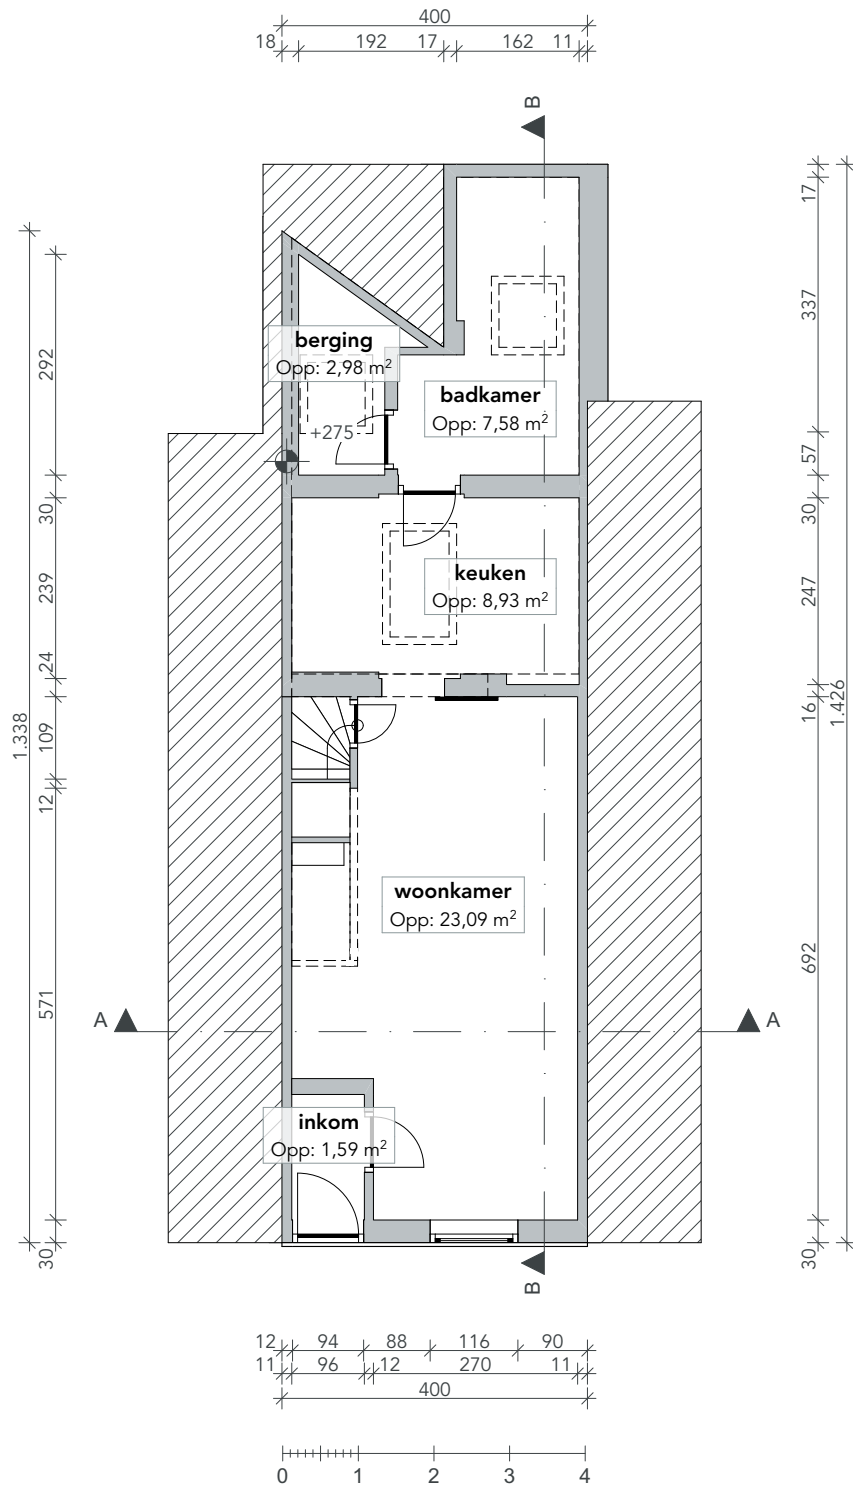 400
18 192 17 162 11
B
17
337
292
berging
Opp: 2,98 m²
badkamer
Opp: 7,58 m²
+275
57
30
30
keuken
Opp: 8,93 m²
239
247
24
16
1.338
1.426
109
12
woonkamer
Opp: 23,09 m²
692
571
A
A
inkom
Opp: 1,59 m²
30
30
B
12 94 88 116 90
11 96 12 270 11
400
0 1 2 3 4